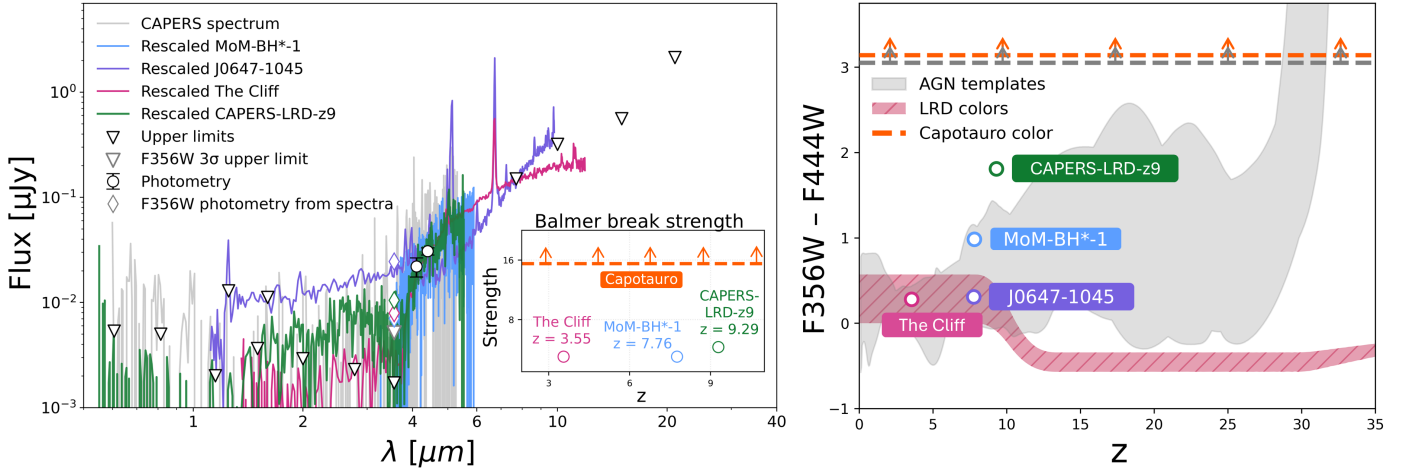 CAPERS spectrum
Rescaled MoM-BH*-1
Rescaled J0647-1045
Rescaled The Cliff
Rescaled CAPERS-LRD-z9
Upper limits
F356W 3σ upper limit
Photometry
F356W photometry from spectra
Flux [μJy]
10⁰
10⁻¹
10⁻²
10⁻³
1
2
4
6
10
20
40
λ [μm]
Balmer break strength
Strength
16
8
Capotauro
The Cliff
z = 3.55
MoM-BH*-1
z = 7.76
CAPERS-
LRD-z9
z = 9.29
3
6
9
z
F356W – F444W
3
2
1
0
−1
AGN templates
LRD colors
Capotauro color
CAPERS-LRD-z9
MoM-BH*-1
J0647-1045
The Cliff
0
5
10
15
20
25
30
35
z